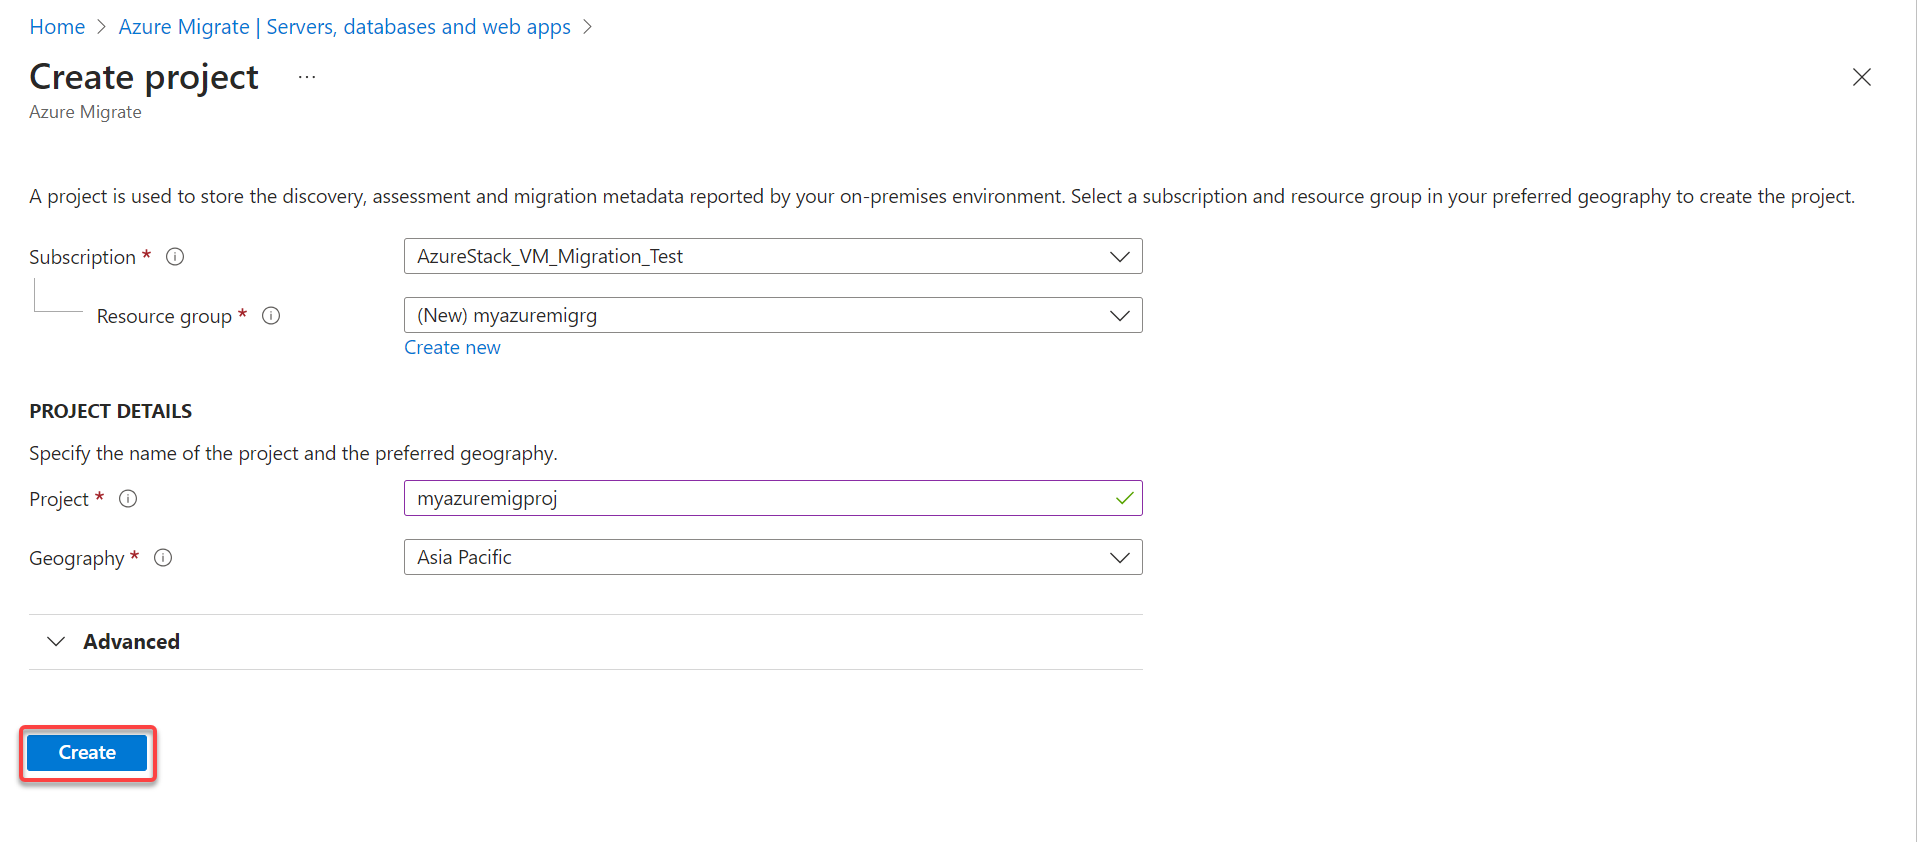 Home > Azure Migrate | Servers, databases and web apps >
Create project ...
Azure Migrate
A project is used to store the discovery, assessment and migration metadata reported by your on-premises environment. Select a subscription and resource group in your preferred geography to create the project.
Subscription * AzureStack_VM_Migration_Test
Resource group * (New) myazuremigrg
Create new
PROJECT DETAILS
Specify the name of the project and the preferred geography.
Project * myazuremigproj
Geography * Asia Pacific
Advanced
Create